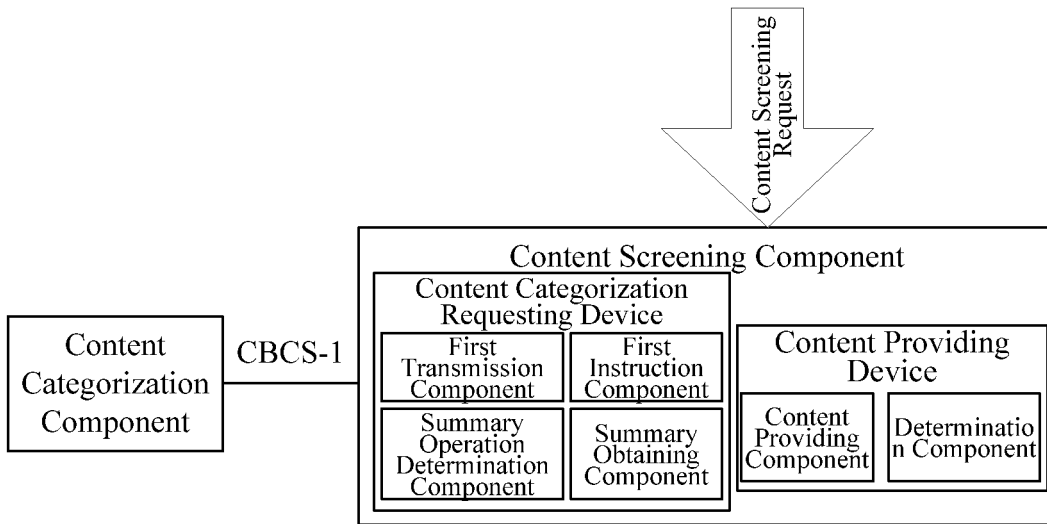 Content Screening
Request
Content Screening Component
Content Categorization
Requesting Device
First
Transmission
Component
First
Instruction
Component
Summary
Operation
Determination
Component
Summary
Obtaining
Component
Content Providing
Device
Content
Providing
Component
Determinatio
n Component
Content
Categorization
Component
CBCS-1